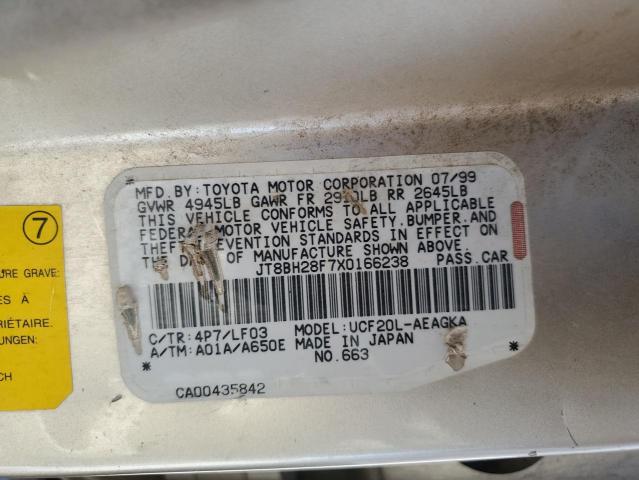 MFD. BY: TOYOTA MOTOR CORPORATION 07/99
GVWR 4945LB GAWR FR 2910LB RR 2645LB
THIS VEHICLE CONFORMS TO ALL APPLICABLE
FEDERAL MOTOR VEHICLE SAFETY, BUMPER, AND
THEFT PREVENTION STANDARDS IN EFFECT ON
THE DATE OF MANUFACTURE SHOWN ABOVE.
JT8BH28F7X0166238 PASS. CAR
C/TR: 4P7/LF03 MODEL: UCF20L-AEAGKA
A/TM: A01A/A650E MADE IN JAPAN
NO. 663
CA00435842
7
URE GRAVE:
ÉS À
RIÉTAIRE.
UNGEN:
CH